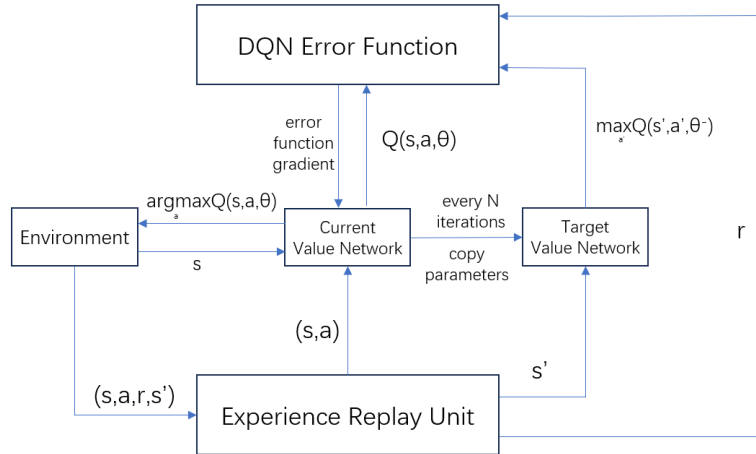 DQN Error Function
error
function
gradient
Q(s,a,θ)
maxQ(s',a',θ⁻)
a'
argmaxQ(s,a,θ)
a
every N
iterations
Environment
Current
Value Network
Target
Value Network
r
s
copy
parameters
(s,a)
s’
(s,a,r,s’)
Experience Replay Unit